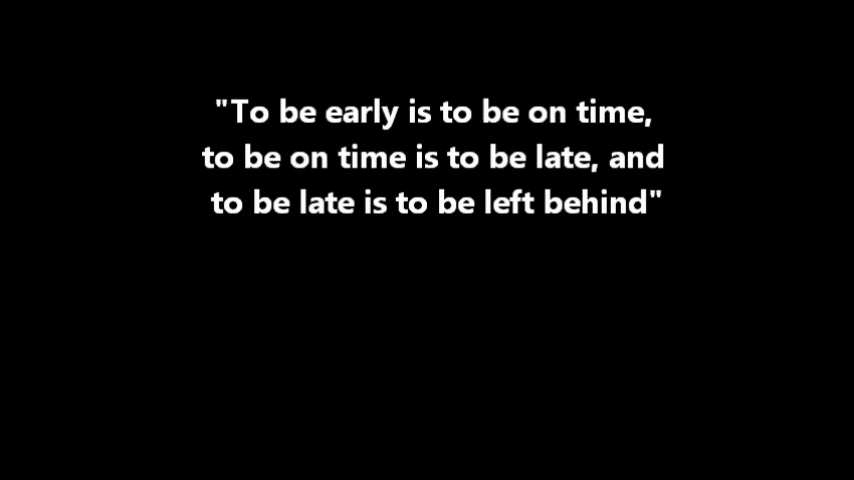 "To be early is to be on time,
to be on time is to be late, and
to be late is to be left behind"